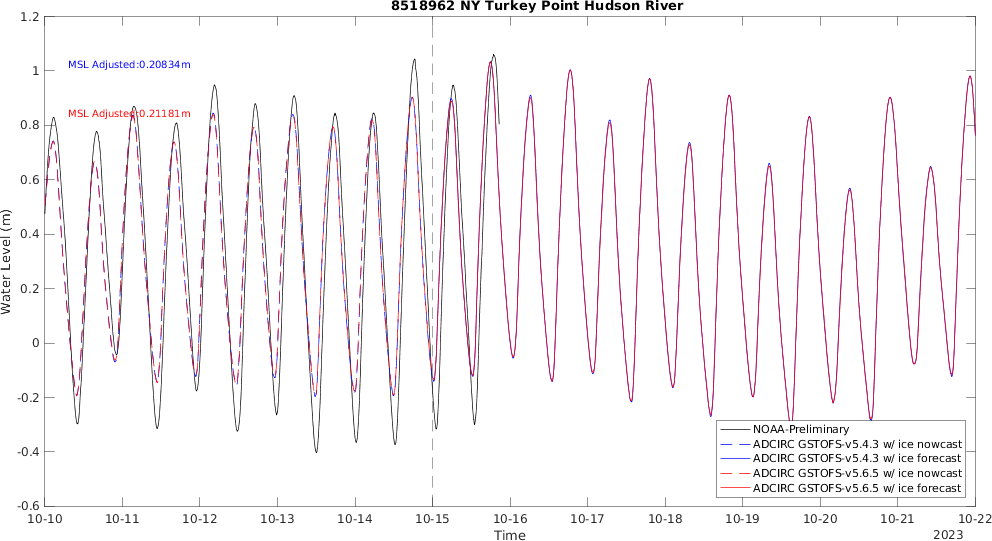 8518962 NY Turkey Point Hudson River
1.2
1
0.8
0.6
0.4
0.2
0
-0.2
-0.4
-0.6
Water Level (m)
MSL Adjusted:0.20834m
MSL Adjusted:0.21181m
NOAA-Preliminary
ADCIRC GSTOFS-v5.4.3 w/ ice nowcast
ADCIRC GSTOFS-v5.4.3 w/ ice forecast
ADCIRC GSTOFS-v5.6.5 w/ ice nowcast
ADCIRC GSTOFS-v5.6.5 w/ ice forecast
10-10 10-11 10-12 10-13 10-14 10-15 10-16 10-17 10-18 10-19 10-20 10-21 10-22
Time
2023